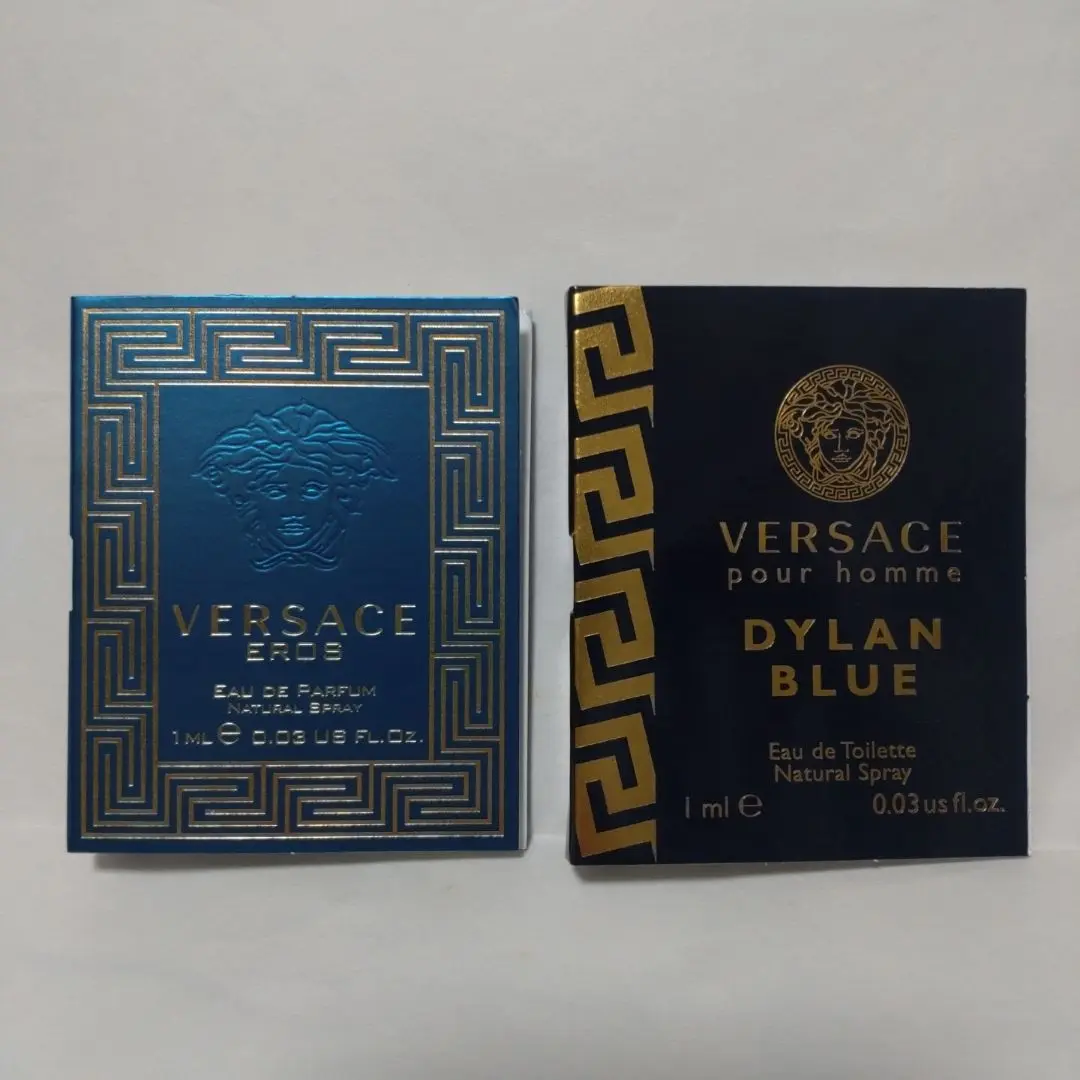 VERSACE
EROS
EAU DE PARFUM
NATURAL SPRAY
1 ML ℮ 0.03 US FL.OZ.
VERSACE
pour homme
DYLAN
BLUE
Eau de Toilette
Natural Spray
1 ml ℮ 0.03 us fl.oz.